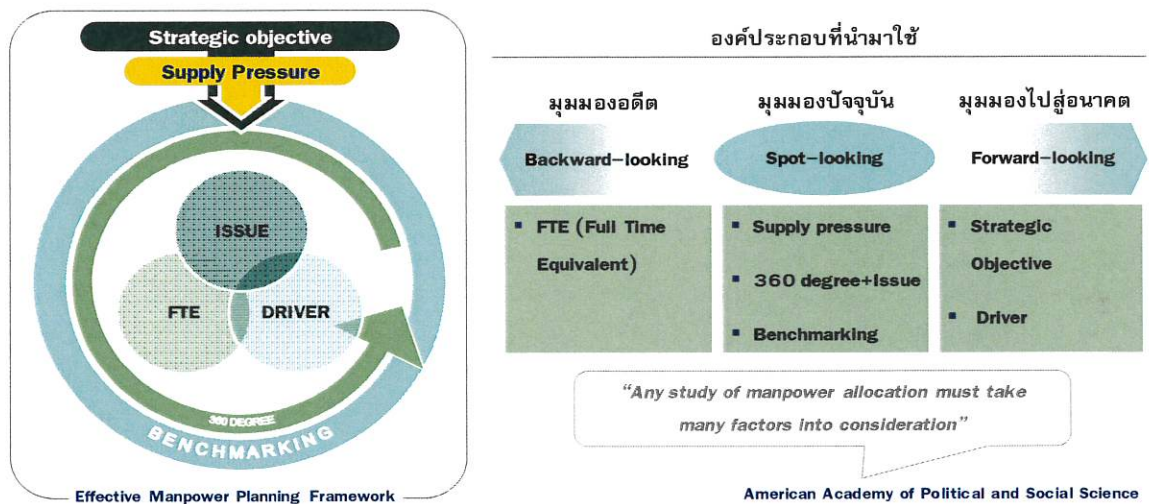 Strategic objective
Supply Pressure
ISSUE
FTE
DRIVER
360 DEGREE
BENCHMARKING
Effective Manpower Planning Framework
องค์ประกอบที่นำมาใช้
มุมมองอดีต
มุมมองปัจจุบัน
มุมมองไปสู่อนาคต
Backward-looking
Spot-looking
Forward-looking
▪ FTE (Full Time
Equivalent)
▪ Supply pressure
▪ 360 degree+Issue
▪ Benchmarking
▪ Strategic
Objective
▪ Driver
"Any study of manpower allocation must take
many factors into consideration"
American Academy of Political and Social Science